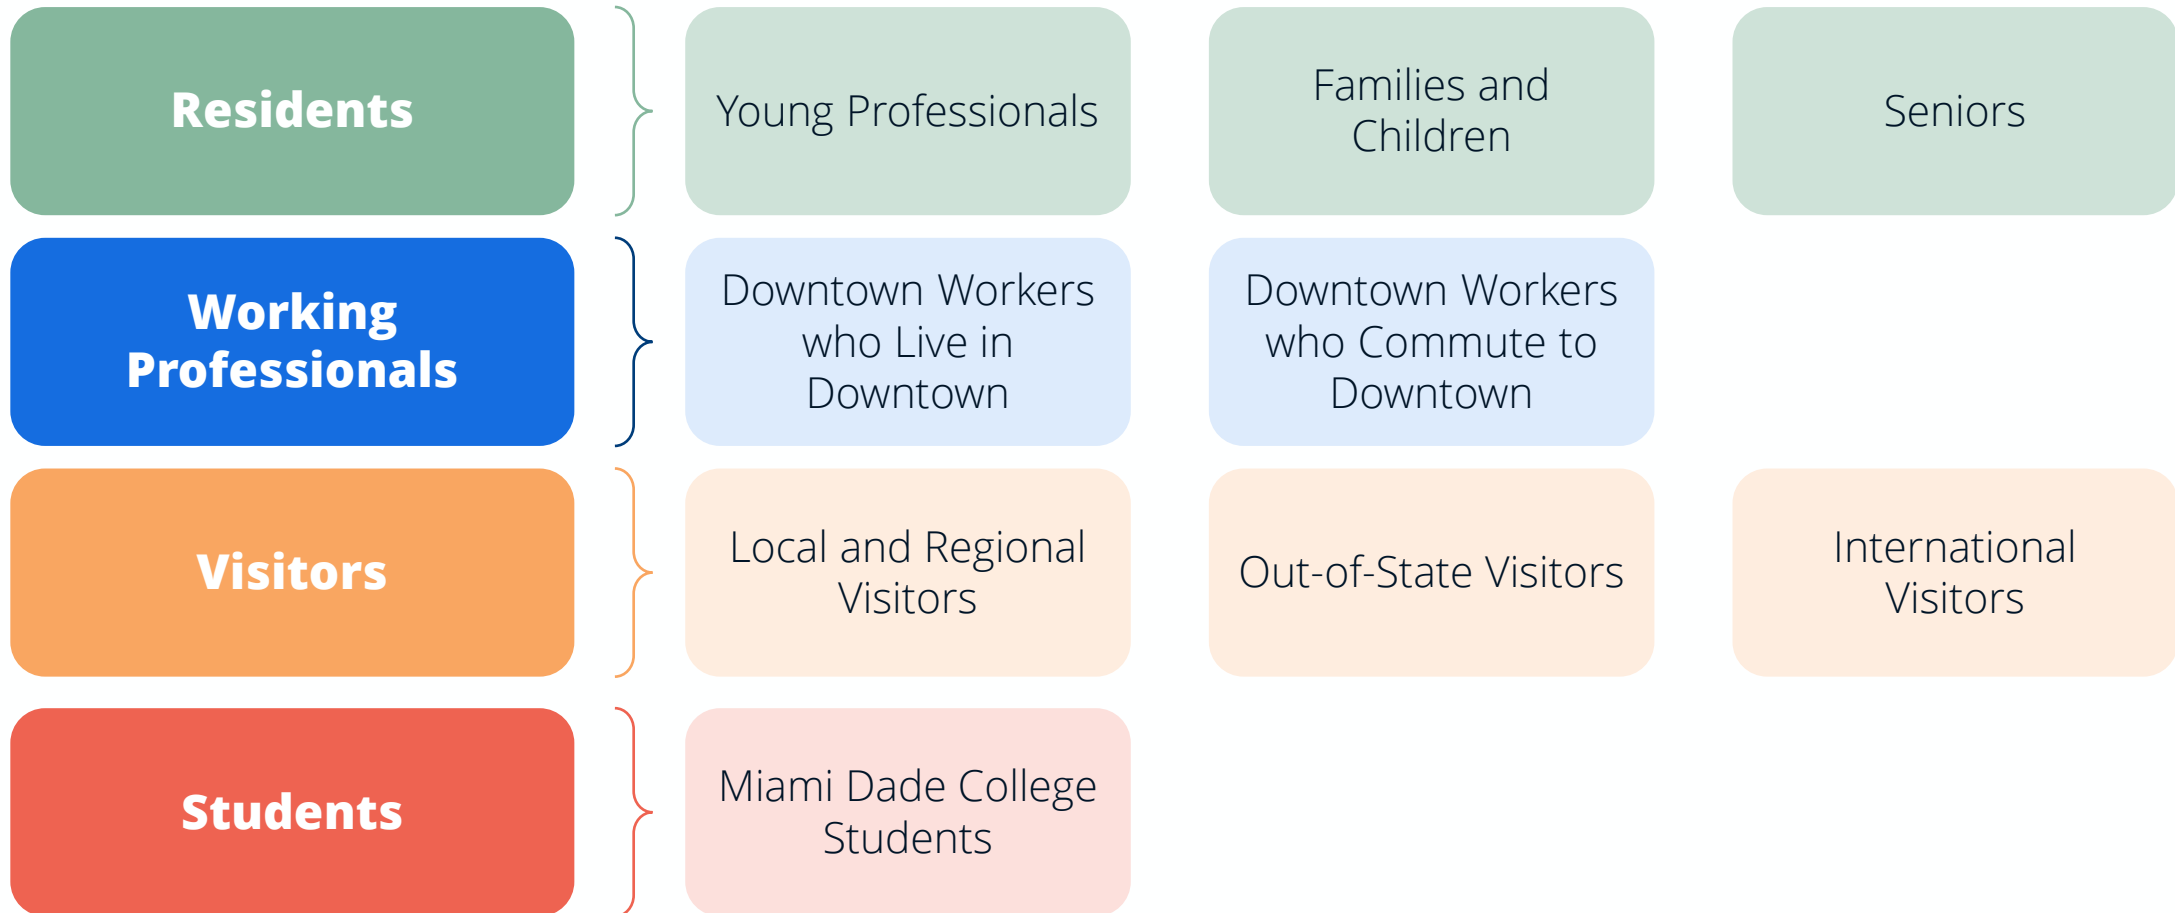 Residents
Young Professionals
Families and
Children
Seniors
Working
Professionals
Downtown Workers
who Live in
Downtown
Downtown Workers
who Commute to
Downtown
Visitors
Local and Regional
Visitors
Out-of-State Visitors
International
Visitors
Students
Miami Dade College
Students